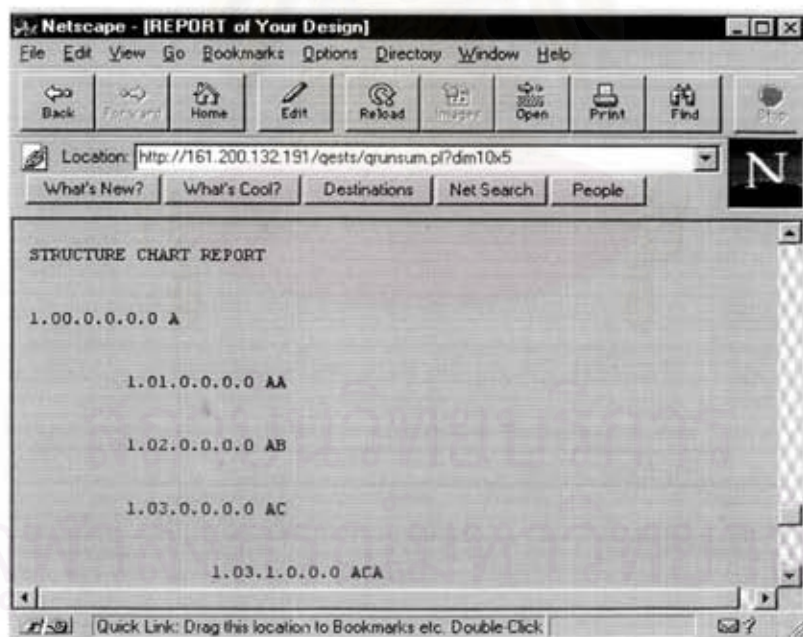 Netscape - [REPORT of Your Design]
File Edit View Go Bookmarks Options Directory Window Help
Back Forward Home Edit Reload Images Open Print Find Stop
Location: http://161.200.132.191/qests/qrunsum.pl?dim10x5
N
What's New? What's Cool? Destinations Net Search People
STRUCTURE CHART REPORT
1.00.0.0.0.0 A
1.01.0.0.0.0 AA
1.02.0.0.0.0 AB
1.03.0.0.0.0 AC
1.03.1.0.0.0 ACA
Quick Link: Drag this location to Bookmarks etc. Double-Click